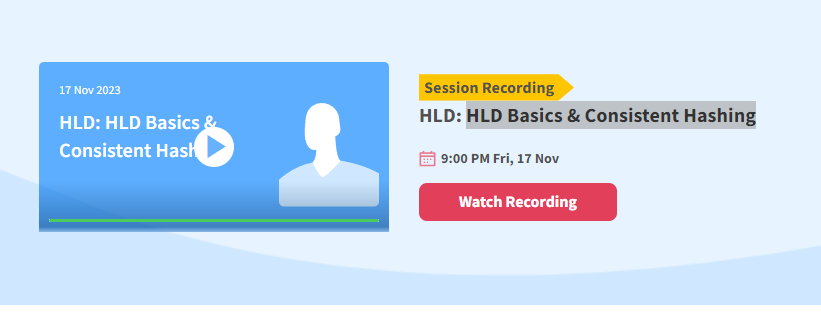 17 Nov 2023
HLD: HLD Basics &
Consistent Hash
Session Recording
HLD: HLD Basics & Consistent Hashing
9:00 PM Fri, 17 Nov
Watch Recording